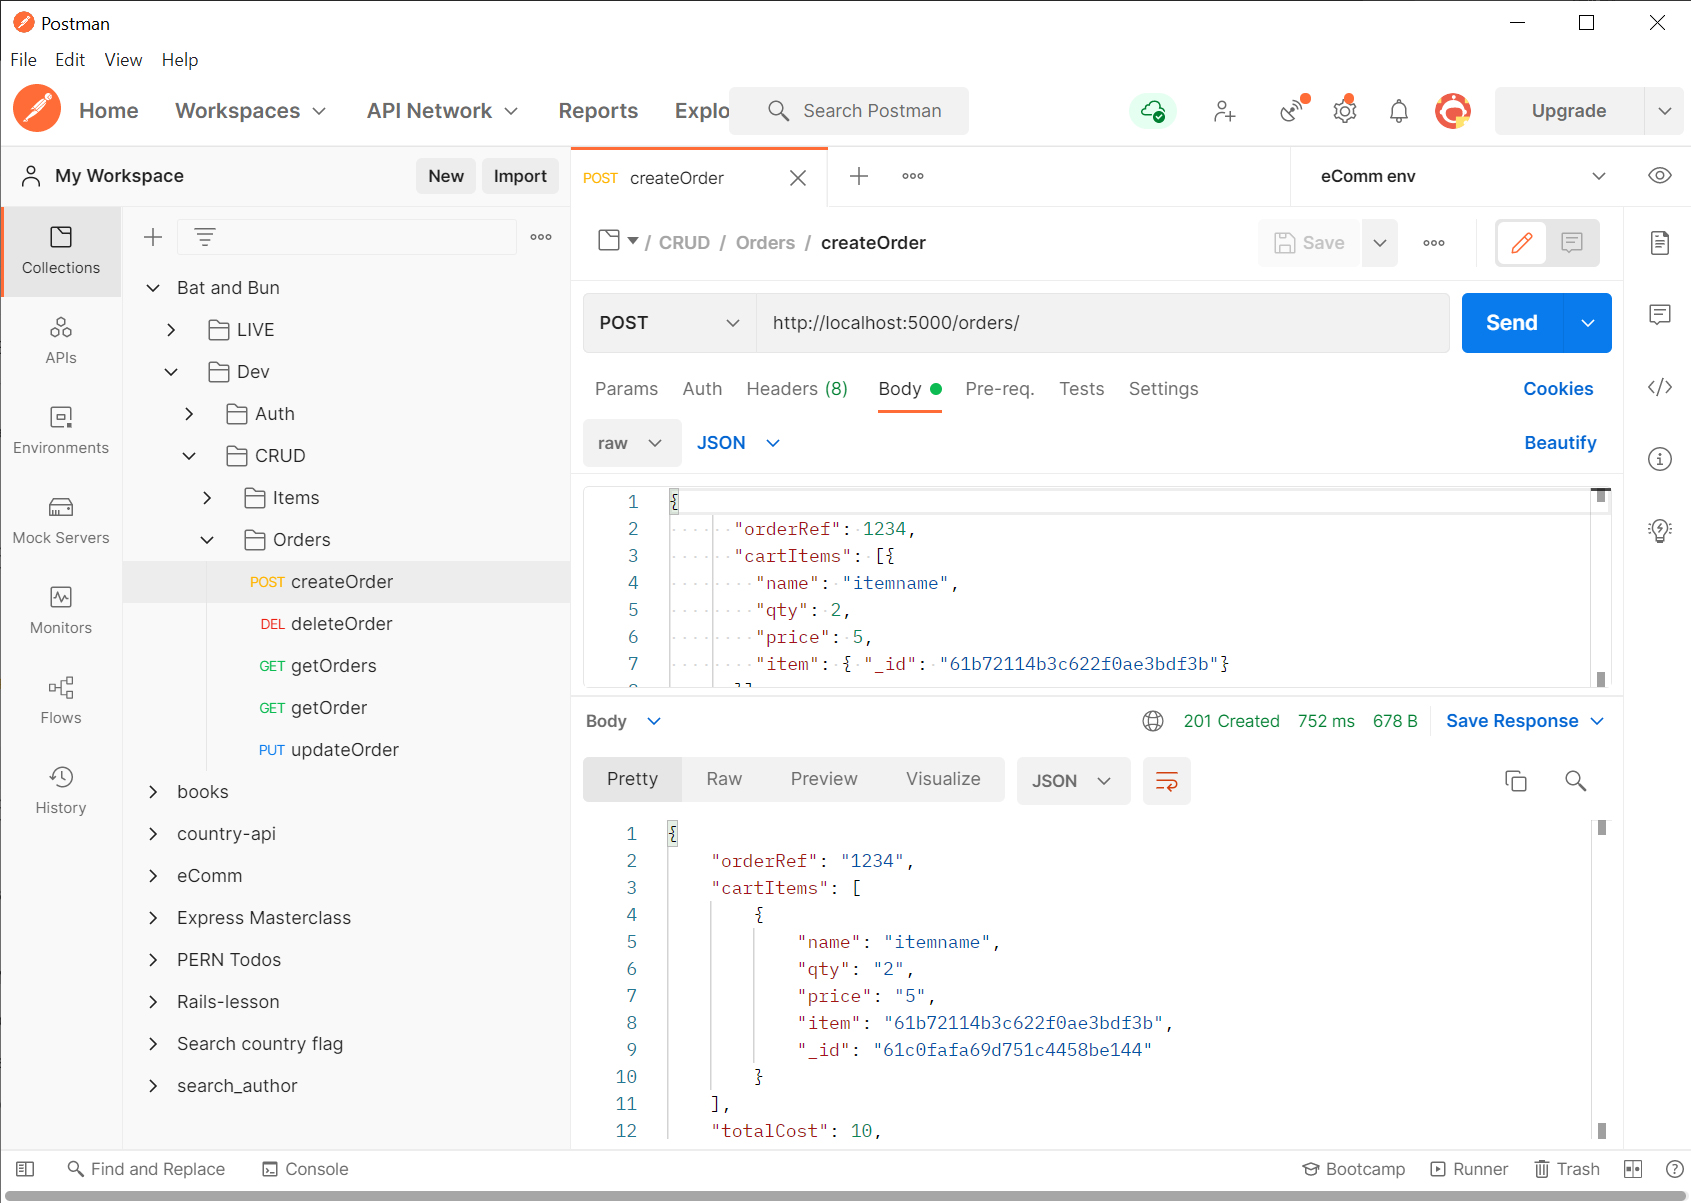 Postman
File Edit View Help
Home Workspaces API Network Reports Explo Search Postman Upgrade
My Workspace New Import
POST createOrder
eComm env
Collections
APIs
Environments
Mock Servers
Monitors
Flows
History
Bat and Bun
LIVE
Dev
Auth
CRUD
Items
Orders
POST createOrder
DEL deleteOrder
GET getOrders
GET getOrder
PUT updateOrder
books
country-api
eComm
Express Masterclass
PERN Todos
Rails-lesson
Search country flag
search_author
/ CRUD / Orders / createOrder Save
POST http://localhost:5000/orders/ Send
Params Auth Headers (8) Body Pre-req. Tests Settings Cookies
raw JSON Beautify
1 {
2 "orderRef": 1234,
3 "cartItems": [{
4 "name": "itemname",
5 "qty": 2,
6 "price": 5,
7 "item": { "_id": "61b72114b3c622f0ae3bdf3b"}
Body 201 Created 752 ms 678 B Save Response
Pretty Raw Preview Visualize JSON
1 {
2 "orderRef": "1234",
3 "cartItems": [
4 {
5 "name": "itemname",
6 "qty": "2",
7 "price": "5",
8 "item": "61b72114b3c622f0ae3bdf3b",
9 "_id": "61c0fafa69d751c4458be144"
10 }
11 ],
12 "totalCost": 10,
Find and Replace Console Bootcamp Runner Trash